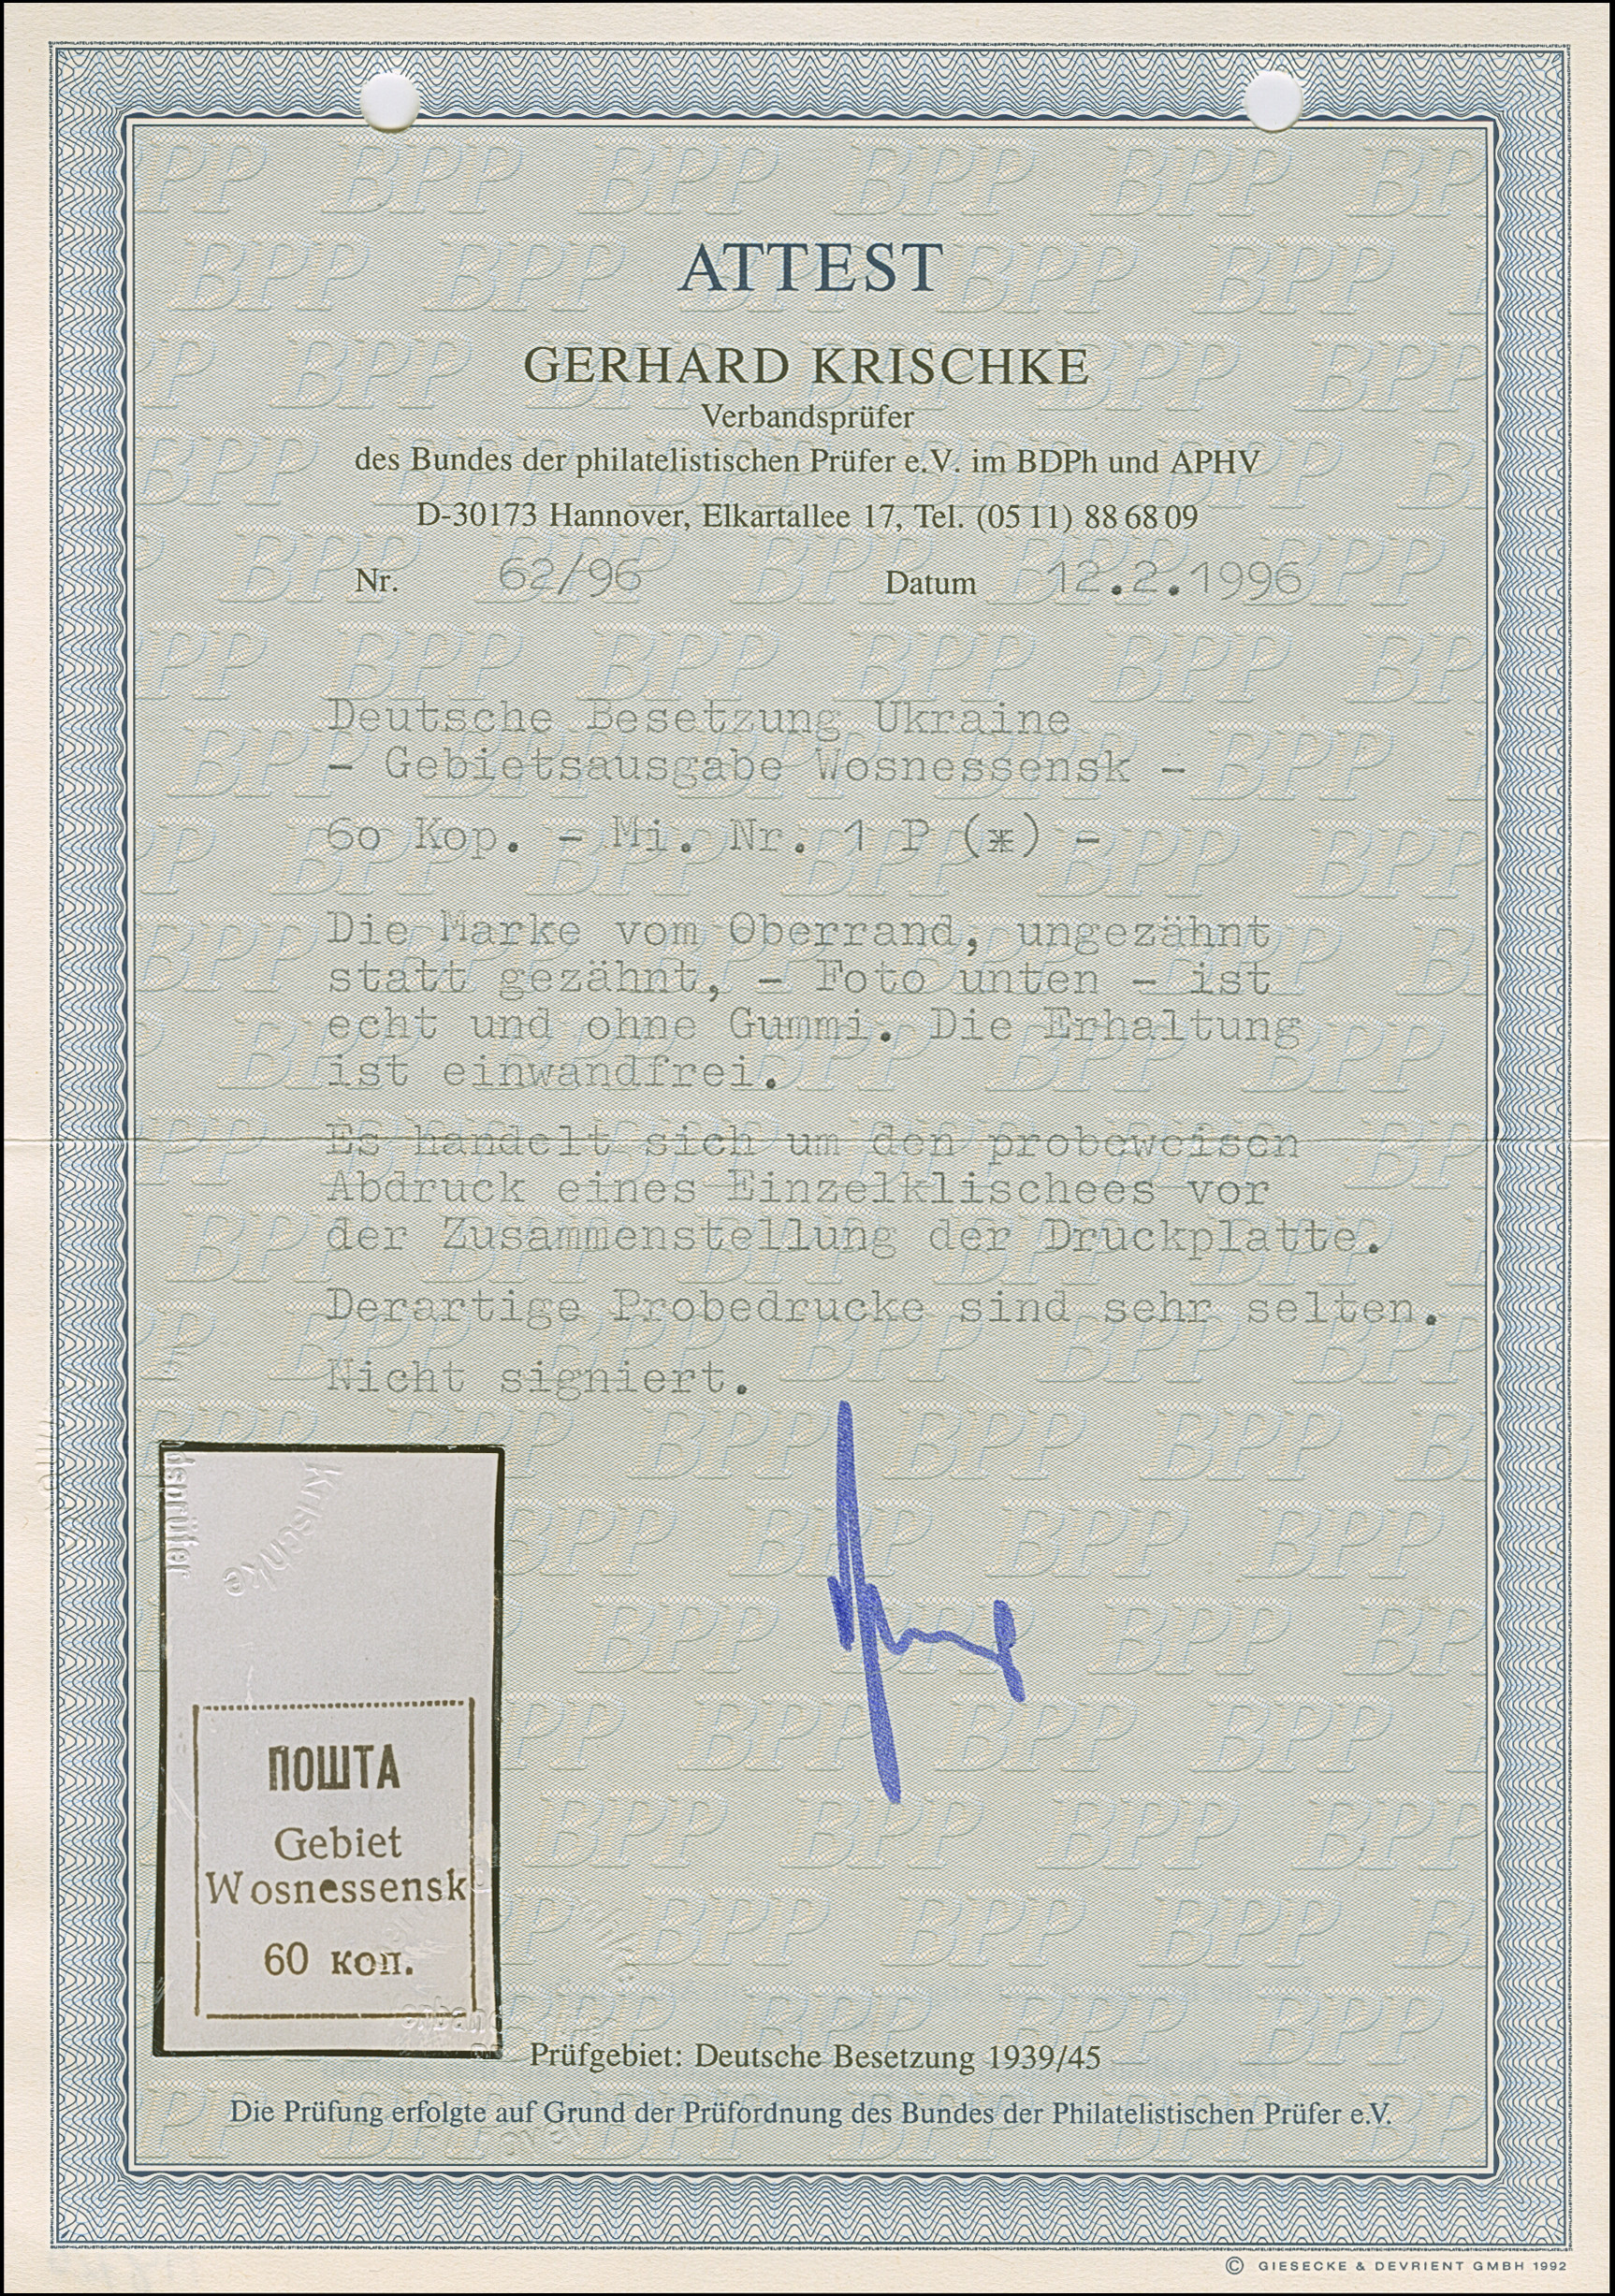 ATTEST
GERHARD KRISCHKE
Verbandsprüfer
des Bundes der philatelistischen Prüfer e.V. im BDPh und APHV
D-30173 Hannover, Elkartallee 17, Tel. (05 11) 88 68 09
Nr. 62/96 Datum 12.2.1996
Deutsche Besetzung Ukraine
- Gebietsausgabe Wosnessensk -
60 Kop. - Mi. Nr. 1 P (*) -
Die Marke vom Oberrand, ungezähnt
statt gezähnt, - Foto unten - ist
echt und ohne Gummi. Die Erhaltung
ist einwandfrei.
Es handelt sich um den probeweisen
Abdruck eines Einzelklischees vor
der Zusammenstellung der Druckplatte.
Derartige Probedrucke sind sehr selten.
Nicht signiert.
Krischke
ПОШТА
Gebiet
Wosnessensk
60 коп.
Prüfgebiet: Deutsche Besetzung 1939/45
Die Prüfung erfolgte auf Grund der Prüfordnung des Bundes der Philatelistischen Prüfer e.V.
© GIESECKE & DEVRIENT GMBH 1992